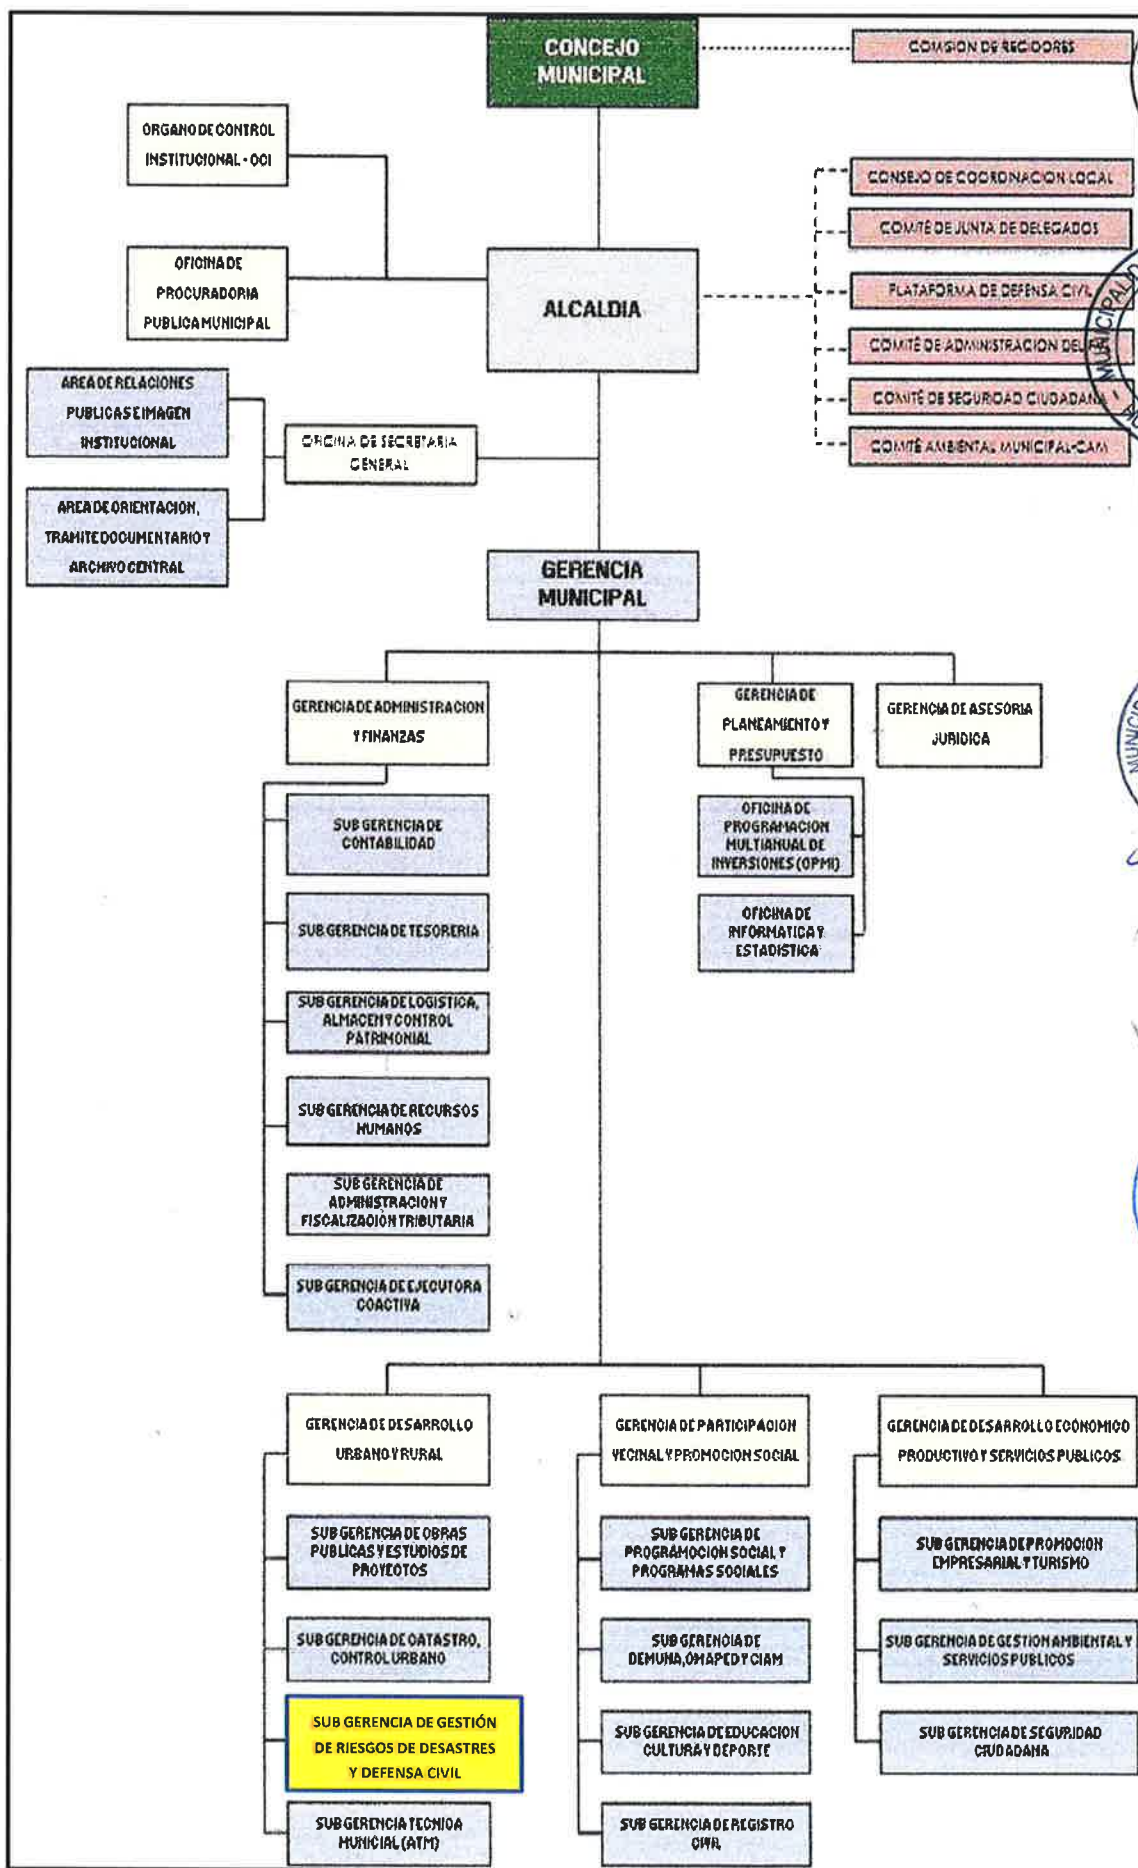 CONCEJO
MUNICIPAL
COMISION DE REGIDORES
ORGANO DE CONTROL
INSTITUCIONAL - OCI
CONSEJO DE COORDINACION LOCAL
COMITÉ DE JUNTA DE DELEGADOS
OFICINA DE
PROCURADORIA
PUBLICA MUNICIPAL
ALCALDIA
PLATAFORMA DE DEFENSA CIVIL
COMITÉ DE ADMINISTRACION DEL
COMITÉ DE SEGURIDAD CIUDADANA
COMITÉ AMBIENTAL MUNICIPAL-CAM
AREA DE RELACIONES
PUBLICAS E IMAGEN
INSTITUCIONAL
OFICINA DE SECRETARIA
GENERAL
AREA DE ORIENTACION,
TRAMITE DOCUMENTARIO Y
ARCHIVO CENTRAL
GERENCIA
MUNICIPAL
GERENCIA DE ADMINISTRACION
Y FINANZAS
GERENCIA DE
PLANEAMIENTO Y
PRESUPUESTO
GERENCIA DE ASESORIA
JURIDICA
SUB GERENCIA DE
CONTABILIDAD
OFICINA DE
PROGRAMACION
MULTIANUAL DE
INVERSIONES (OPMI)
SUB GERENCIA DE TESORERIA
OFICINA DE
INFORMATICA Y
ESTADISTICA
SUB GERENCIA DE LOGISTICA,
ALMACEN Y CONTROL
PATRIMONIAL
SUB GERENCIA DE RECURSOS
HUMANOS
SUB GERENCIA DE
ADMINISTRACION Y
FISCALIZACION TRIBUTARIA
SUB GERENCIA DE EJECUTORA
COACTIVA
GERENCIA DE DESARROLLO
URBANO Y RURAL
GERENCIA DE PARTICIPACION
VECINAL Y PROMOCION SOCIAL
GERENCIA DE DESARROLLO ECONOMICO
PRODUCTIVO Y SERVICIOS PUBLICOS
SUB GERENCIA DE OBRAS
PUBLICAS Y ESTUDIOS DE
PROYECTOS
SUB GERENCIA DE
PROGRAMOCION SOCIAL Y
PROGRAMAS SOCIALES
SUB GERENCIA DE PROMOCION
EMPRESARIAL Y TURISMO
SUB GERENCIA DE CATASTRO,
CONTROL URBANO
SUB GERENCIA DE
DEMUNA, OMAPED Y CIAM
SUB GERENCIA DE GESTION AMBIENTAL Y
SERVICIOS PUBLICOS
SUB GERENCIA DE GESTIÓN
DE RIESGOS DE DESASTRES
Y DEFENSA CIVIL
SUB GERENCIA DE EDUCACION
CULTURA Y DEPORTE
SUB GERENCIA DE SEGURIDAD
CIUDADANA
SUB GERENCIA TECNICA
MUNICIAL (ATM)
SUB GERENCIA DE REGISTRO
CIVIL